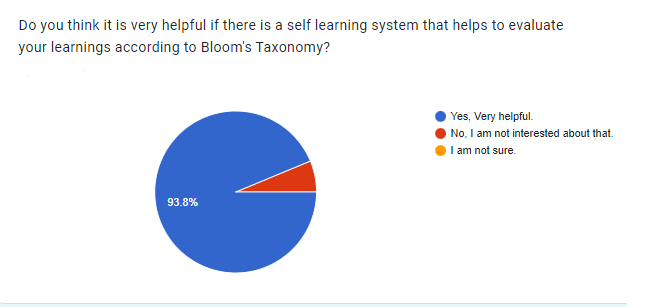 Do you think it is very helpful if there is a self learning system that helps to evaluate
your learnings according to Bloom's Taxonomy?
Yes, Very helpful.
No, I am not interested about that.
I am not sure.
93.8%